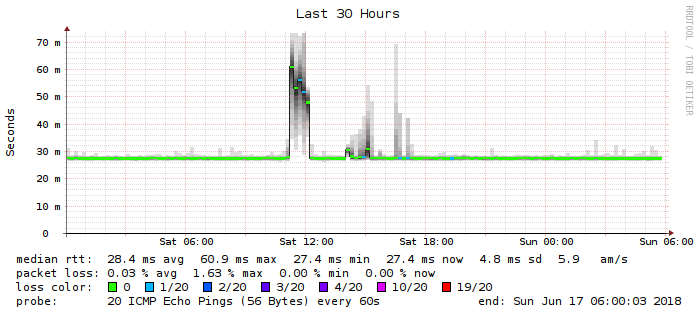 Last 30 Hours
RRDTOOL / TOBI OETIKER
Seconds
70 m
60 m
50 m
40 m
30 m
20 m
10 m
0
Sat 06:00 Sat 12:00 Sat 18:00 Sun 00:00 Sun 06:00
median rtt: 28.4 ms avg 60.9 ms max 27.4 ms min 27.4 ms now 4.8 ms sd 5.9 am/s
packet loss: 0.03 % avg 1.63 % max 0.00 % min 0.00 % now
loss color: 0 1/20 2/20 3/20 4/20 10/20 19/20
probe: 20 ICMP Echo Pings (56 Bytes) every 60s end: Sun Jun 17 06:00:03 2018